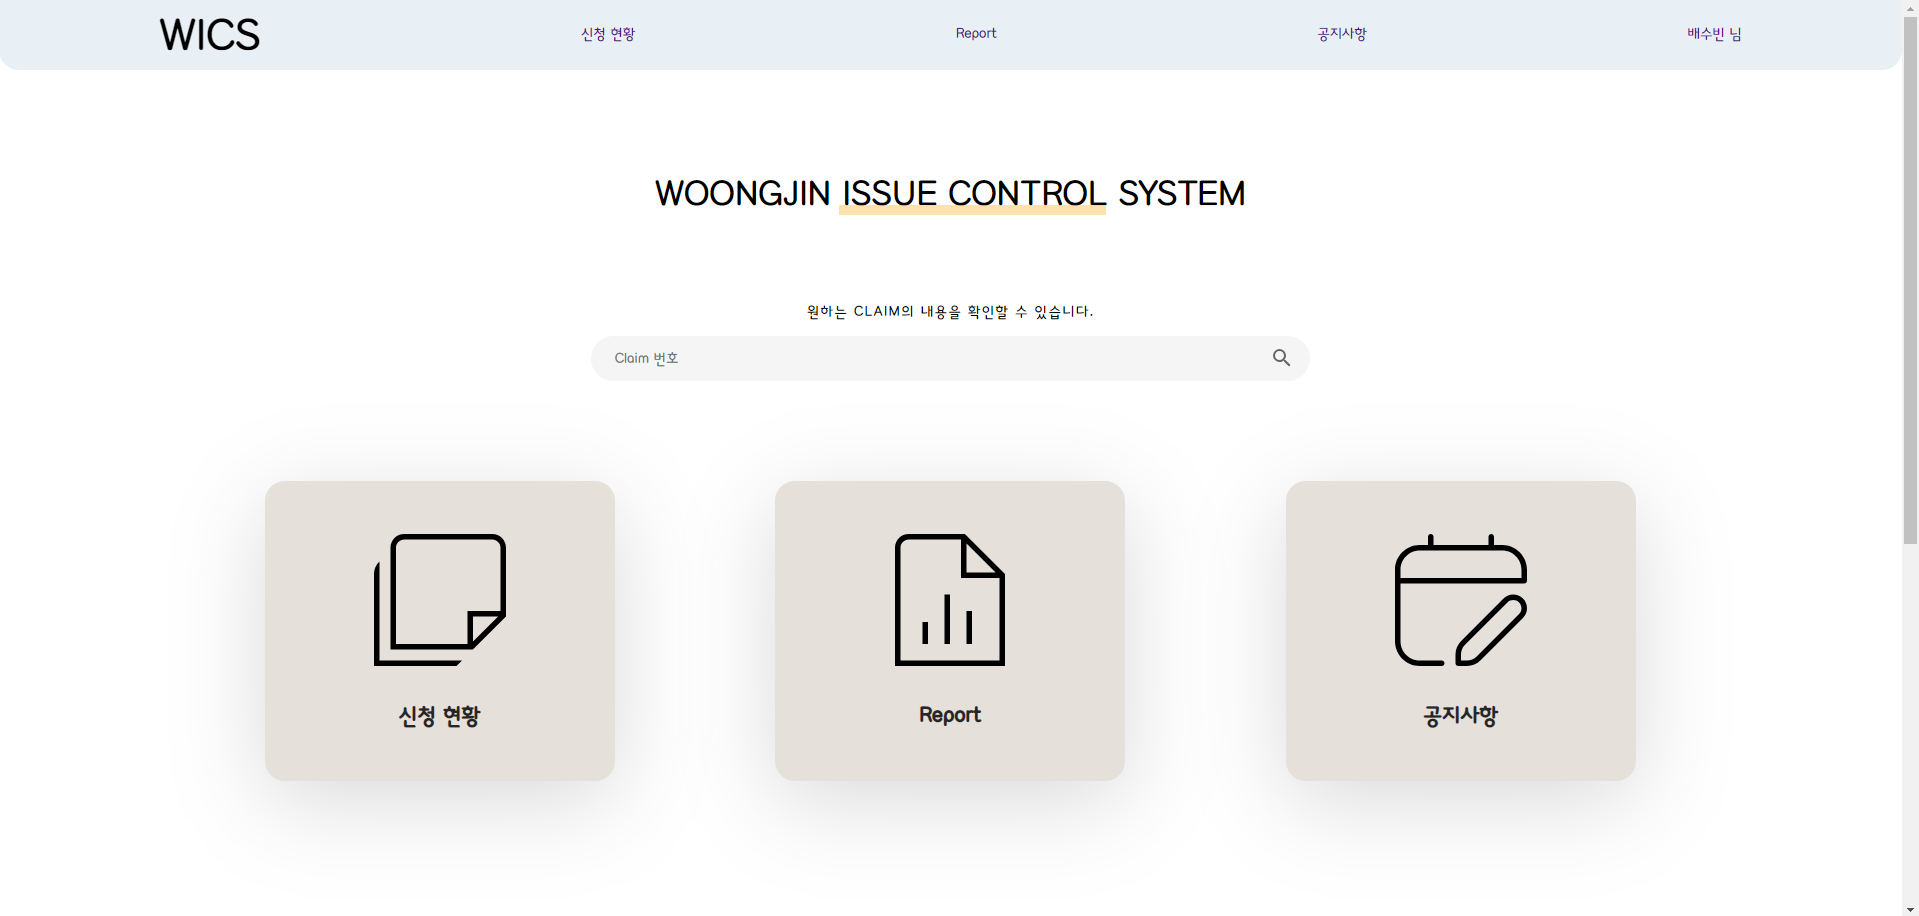 WICS
신청 현황
Report
공지사항
배수빈 님
WOONGJIN ISSUE CONTROL SYSTEM
원하는 CLAIM의 내용을 확인할 수 있습니다.
Claim 번호
신청 현황
Report
공지사항